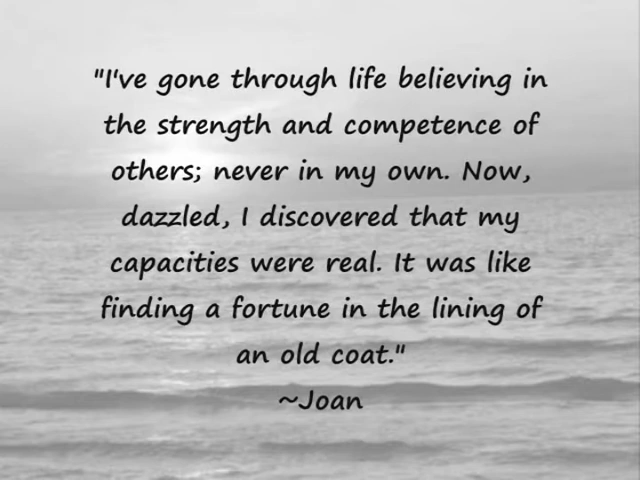 "I've gone through life believing in
the strength and competence of
others; never in my own. Now,
dazzled, I discovered that my
capacities were real. It was like
finding a fortune in the lining of
an old coat."
~Joan